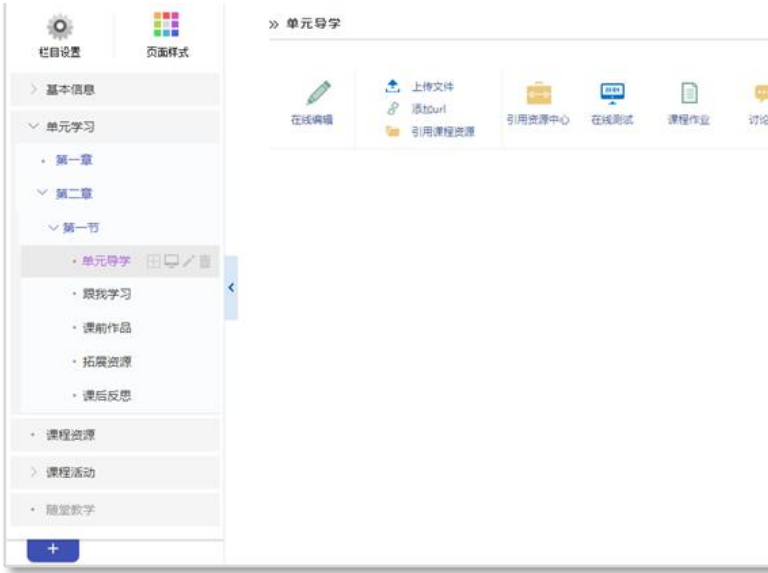 栏目设置
页面样式
基本信息
单元学习
第一章
第二章
第一节
单元导学
跟我学习
课前作品
拓展资源
课后反思
课程资源
课程活动
随堂教学
+
» 单元导学
在线编辑
上传文件
添加url
引用课程资源
引用资源中心
在线测试
课程作业
讨论